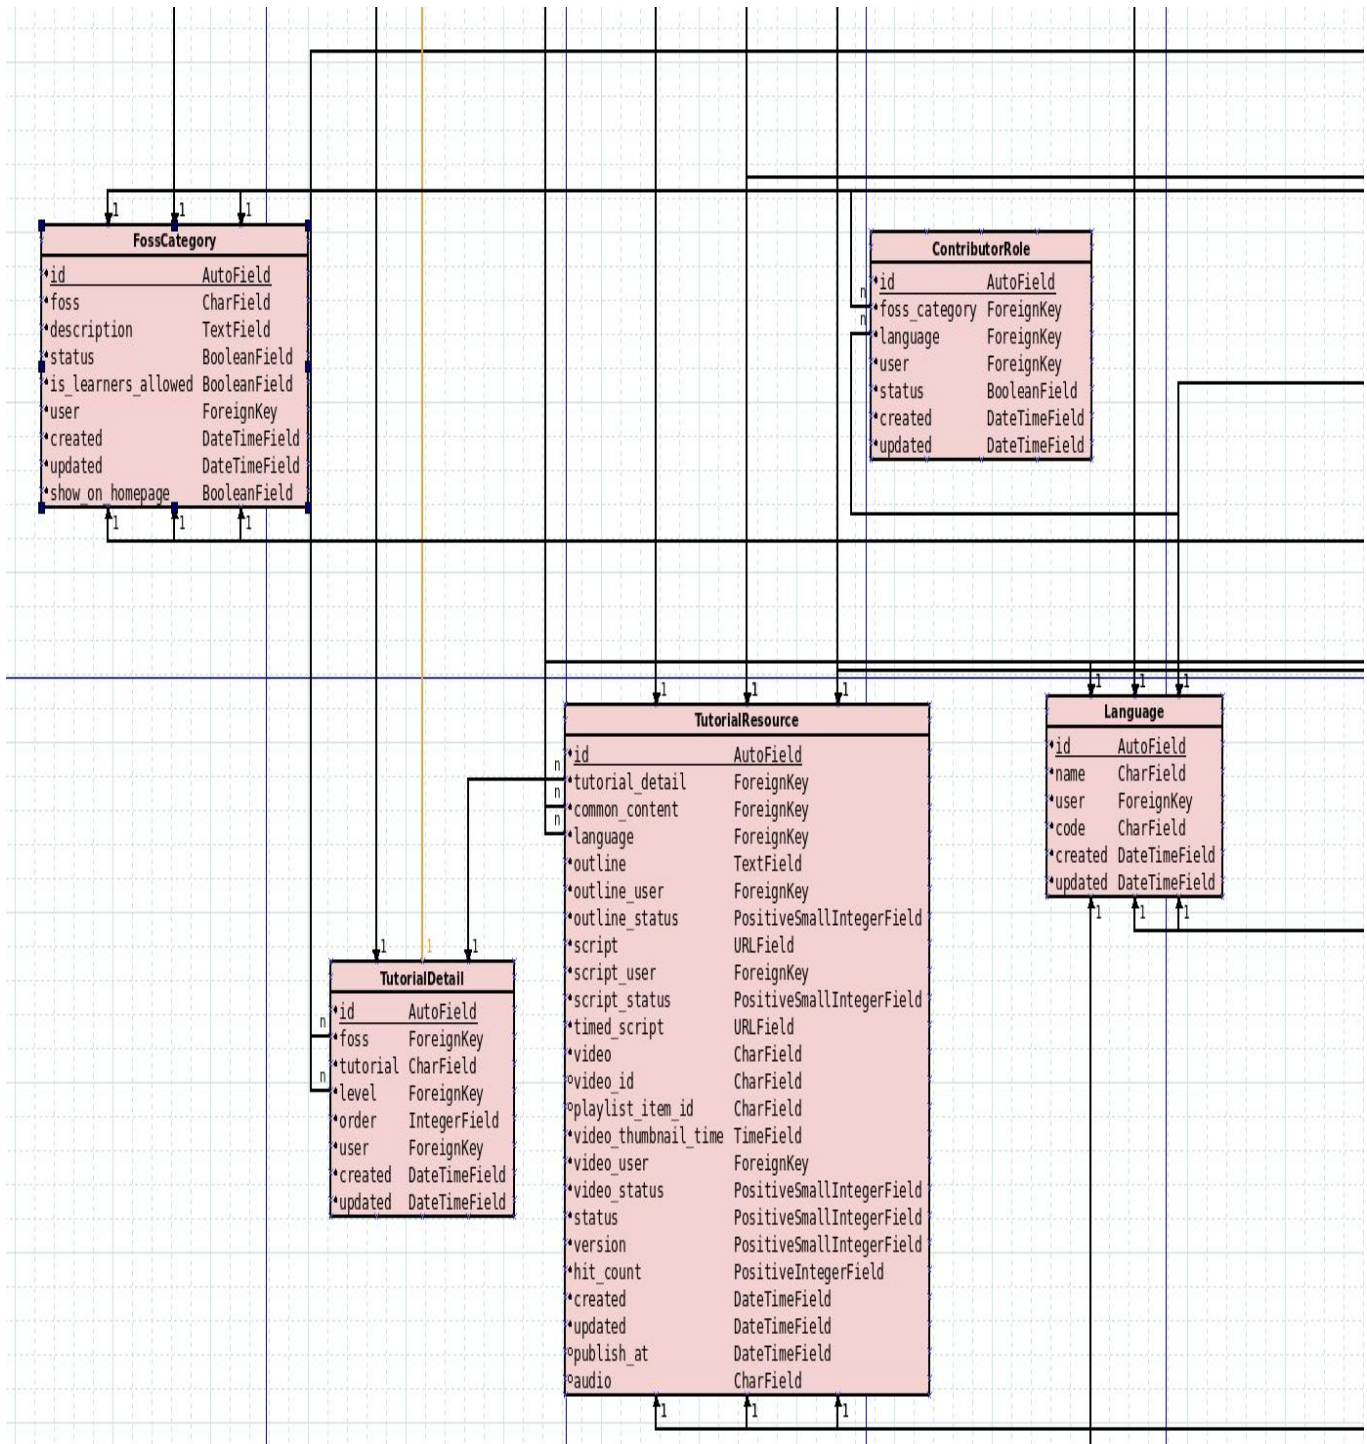 1 1 1
FossCategory
id AutoField
foss CharField
description TextField
status BooleanField
is_learners_allowed BooleanField
user ForeignKey
created DateTimeField
updated DateTimeField
show_on_homepage BooleanField
1 1 1
ContributorRole
id AutoField
n
foss_category ForeignKey
n
language ForeignKey
user ForeignKey
status BooleanField
created DateTimeField
updated DateTimeField
1 1 1
TutorialResource
id AutoField
n
tutorial_detail ForeignKey
n
common_content ForeignKey
n
language ForeignKey
outline TextField
outline_user ForeignKey
outline_status PositiveSmallIntegerField
script URLField
script_user ForeignKey
script_status PositiveSmallIntegerField
timed_script URLField
video CharField
video_id CharField
playlist_item_id CharField
video_thumbnail_time TimeField
video_user ForeignKey
video_status PositiveSmallIntegerField
status PositiveSmallIntegerField
version PositiveSmallIntegerField
hit_count PositiveIntegerField
created DateTimeField
updated DateTimeField
publish_at DateTimeField
audio CharField
1 1 1
1 1 1
Language
id AutoField
name CharField
user ForeignKey
code CharField
created DateTimeField
updated DateTimeField
1 1 1
1 1 1
TutorialDetail
id AutoField
n
foss ForeignKey
tutorial CharField
n
level ForeignKey
order IntegerField
user ForeignKey
created DateTimeField
updated DateTimeField